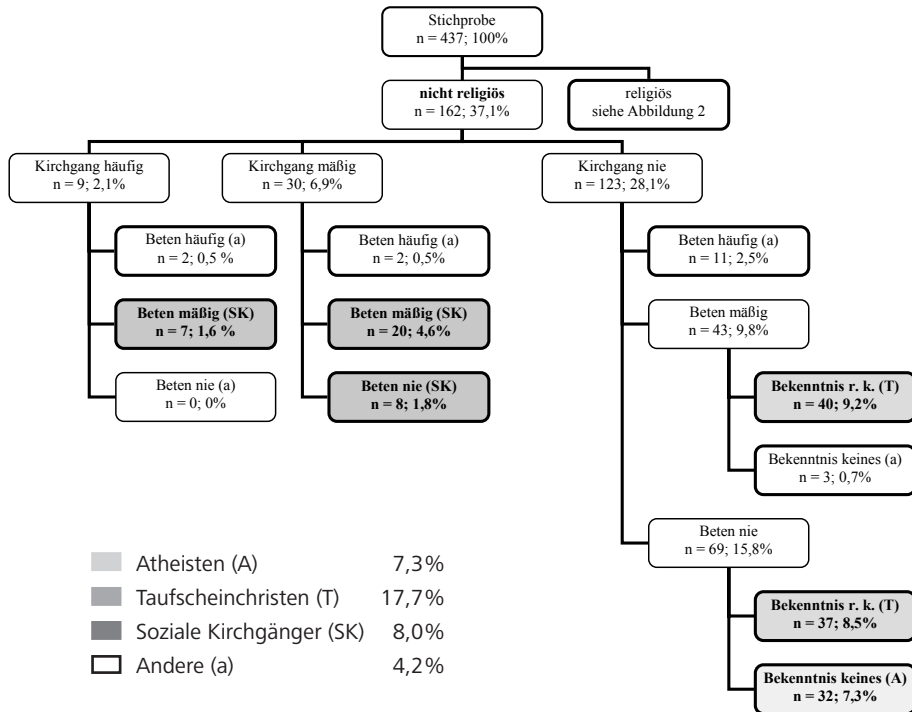 Stichprobe
n = 437; 100%
nicht religiös
n = 162; 37,1%
religiös
siehe Abbildung 2
Kirchgang häufig
n = 9; 2,1%
Kirchgang mäßig
n = 30; 6,9%
Kirchgang nie
n = 123; 28,1%
Beten häufig (a)
n = 2; 0,5 %
Beten häufig (a)
n = 2; 0,5%
Beten häufig (a)
n = 11; 2,5%
Beten mäßig (SK)
n = 7; 1,6 %
Beten mäßig (SK)
n = 20; 4,6%
Beten mäßig
n = 43; 9,8%
Beten nie (a)
n = 0; 0%
Beten nie (SK)
n = 8; 1,8%
Bekenntnis r. k. (T)
n = 40; 9,2%
Bekenntnis keines (a)
n = 3; 0,7%
Beten nie
n = 69; 15,8%
Bekenntnis r. k. (T)
n = 37; 8,5%
Bekenntnis keines (A)
n = 32; 7,3%
Atheisten (A) 7,3%
Taufscheinchristen (T) 17,7%
Soziale Kirchgänger (SK) 8,0%
Andere (a) 4,2%